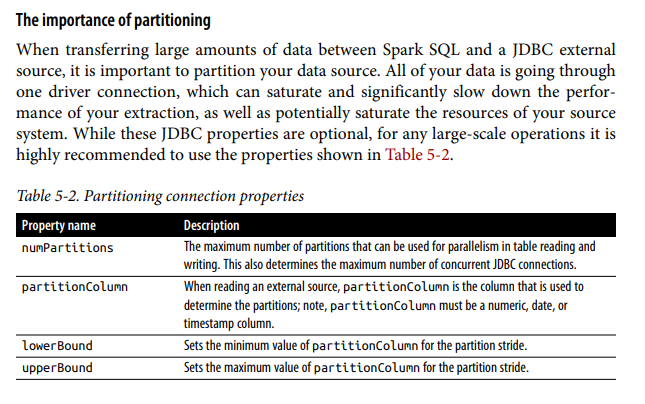 The importance of partitioning
When transferring large amounts of data between Spark SQL and a JDBC external
source, it is important to partition your data source. All of your data is going through
one driver connection, which can saturate and significantly slow down the perfor-
mance of your extraction, as well as potentially saturate the resources of your source
system. While these JDBC properties are optional, for any large-scale operations it is
highly recommended to use the properties shown in Table 5-2.
Table 5-2. Partitioning connection properties
Property name Description
numPartitions The maximum number of partitions that can be used for parallelism in table reading and
writing. This also determines the maximum number of concurrent JDBC connections.
partitionColumn When reading an external source, partitionColumn is the column that is used to
determine the partitions; note, partitionColumn must be a numeric, date, or
timestamp column.
lowerBound Sets the minimum value of partitionColumn for the partition stride.
upperBound Sets the maximum value of partitionColumn for the partition stride.